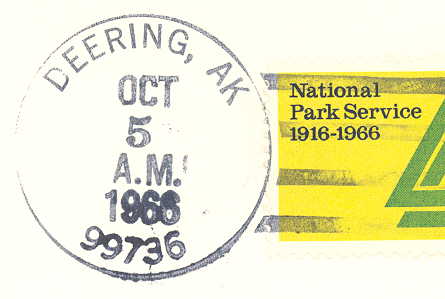 DEERING, AK
OCT
5
A.M.
1966
99736
National
Park Service
1916-1966